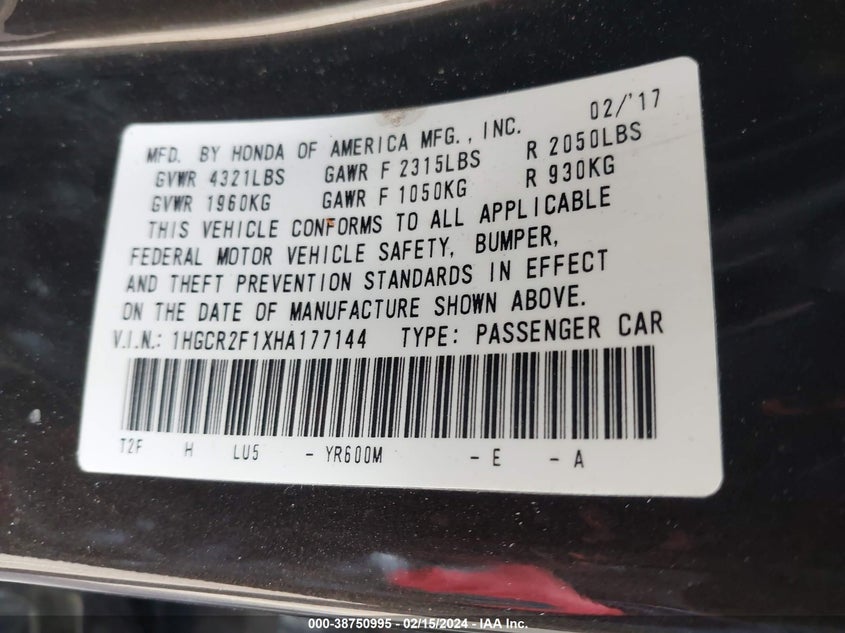 02/'17
MFD. BY HONDA OF AMERICA MFG., INC.
GVWR 4321LBS GAWR F 2315LBS R 2050LBS
GVWR 1960KG GAWR F 1050KG R 930KG
THIS VEHICLE CONFORMS TO ALL APPLICABLE
FEDERAL MOTOR VEHICLE SAFETY, BUMPER,
AND THEFT PREVENTION STANDARDS IN EFFECT
ON THE DATE OF MANUFACTURE SHOWN ABOVE.
V.I.N.: 1HGCR2F1XHA177144 TYPE: PASSENGER CAR
T2F H LU5 - YR600M - E - A
000-38750995 - 02/15/2024 - IAA Inc.